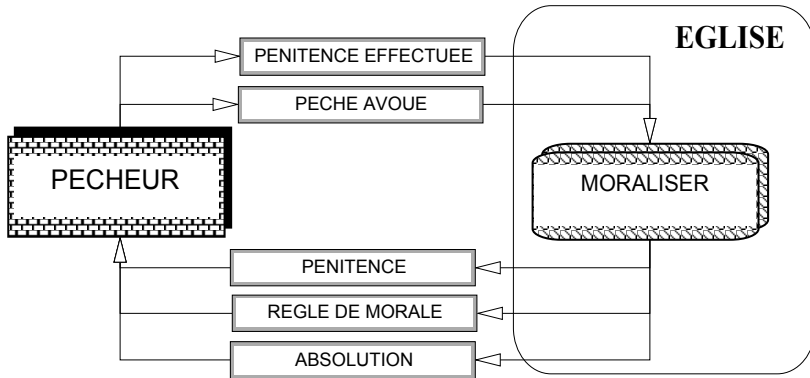 EGLISE
PENITENCE EFFECTUEE
PECHE AVOUE
PECHEUR
MORALISER
PENITENCE
REGLE DE MORALE
ABSOLUTION